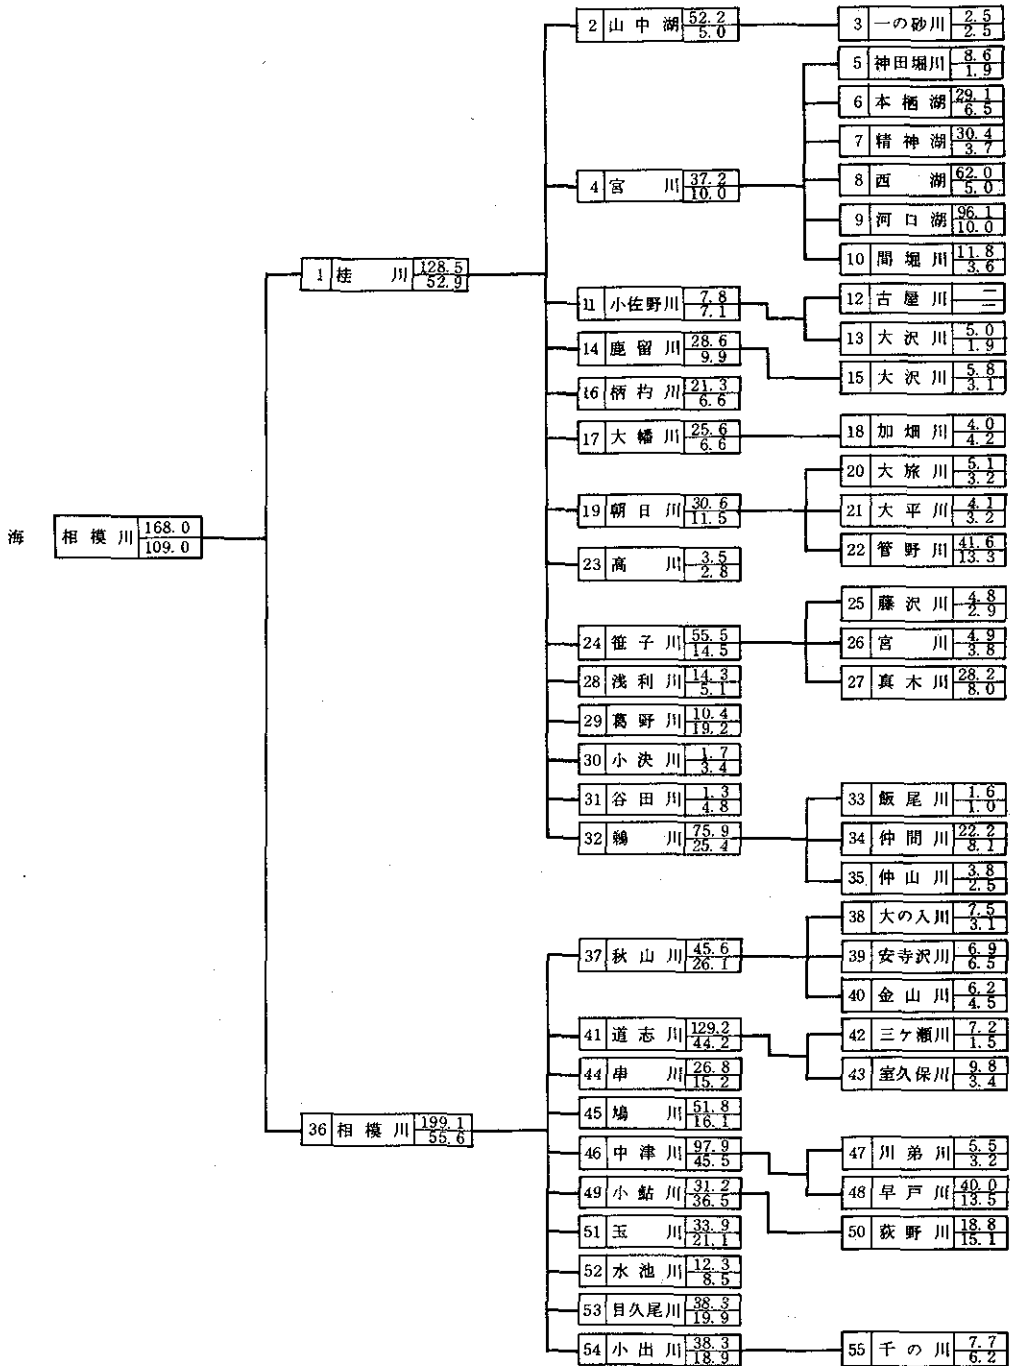 海
相模川 168.0 109.0
1 桂川 128.5 52.9
2 山中湖 52.2 5.0
3 一の砂川 2.5 2.5
4 宮川 37.2 10.0
5 神田堀川 8.6 1.9
6 本栖湖 29.1 6.5
7 精神湖 30.4 3.7
8 西湖 62.0 5.0
9 河口湖 96.1 10.0
10 間堀川 11.8 3.6
11 小佐野川 7.8 7.1
12 古屋川 — —
13 大沢川 5.0 1.9
14 鹿留川 28.6 9.9
15 大沢川 5.8 3.1
16 柄杓川 21.3 6.6
17 大幡川 25.6 6.6
18 加畑川 4.0 4.2
19 朝日川 30.6 11.5
20 大旅川 5.1 3.2
21 大平川 4.1 3.2
22 菅野川 41.6 13.3
23 高川 3.5 2.8
24 笹子川 55.5 14.5
25 藤沢川 4.8 2.9
26 宮川 4.9 3.8
27 真木川 28.2 8.0
28 浅利川 14.3 5.1
29 葛野川 10.4 19.2
30 小決川 1.7 3.4
31 谷田川 1.3 4.8
32 鶴川 75.9 25.4
33 飯尾川 1.6 1.0
34 仲間川 22.2 8.1
35 仲山川 3.8 2.5
36 相模川 199.1 55.6
37 秋山川 45.6 26.1
38 大の入川 7.5 3.1
39 安寺沢川 6.9 6.5
40 金山川 6.2 4.5
41 道志川 129.2 44.2
42 三ケ瀬川 7.2 1.5
43 室久保川 9.8 3.4
44 串川 26.8 15.2
45 鳩川 51.8 16.1
46 中津川 97.9 45.5
47 川弟川 5.5 3.2
48 早戸川 40.0 13.5
49 小鮎川 31.2 36.5
50 荻野川 18.8 15.1
51 玉川 33.9 21.1
52 水池川 12.3 8.5
53 目久尾川 38.3 19.9
54 小出川 38.3 18.9
55 千の川 7.7 6.2